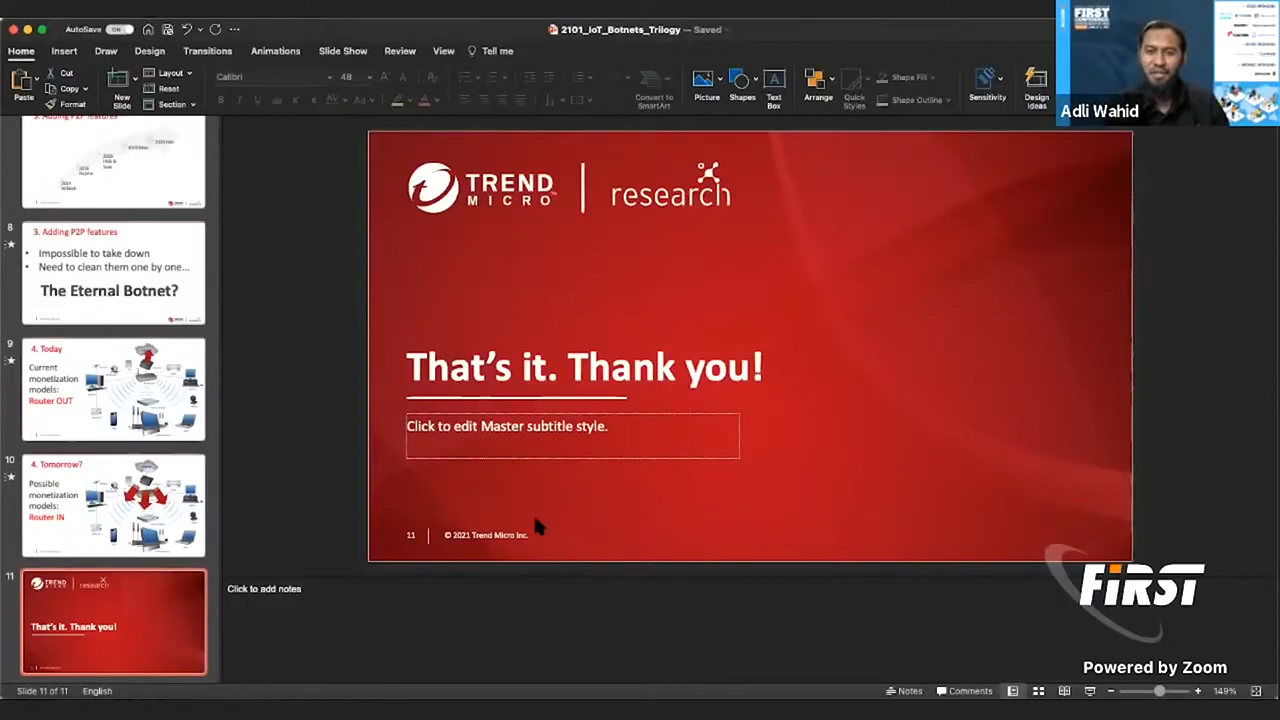 AutoSave ON
2101_IoT_Botnets_Trilogy — Saved
Home Insert Draw Design Transitions Animations Slide Show Review View Tell me
Paste
Cut
Copy
Format
New Slide
Layout
Reset
Section
Calibri 48
Convert to SmartArt
Picture
Shapes
Text Box
Arrange
Quick Styles
Shape Fill
Shape Outline
Sensitivity
Design Ideas
FIRST
Adli Wahid
3. Adding P2P features
8
3. Adding P2P features
• Impossible to take down
• Need to clean them one by one...
The Eternal Botnet?
9
4. Today
Current monetization models:
Router OUT
10
4. Tomorrow?
Possible monetization models:
Router IN
11
TREND MICRO research
That's it. Thank you!
TREND MICRO™ | research
That's it. Thank you!
Click to edit Master subtitle style.
11 © 2021 Trend Micro Inc.
Click to add notes
FIRST
Powered by Zoom
Slide 11 of 11 English
Notes Comments 149%